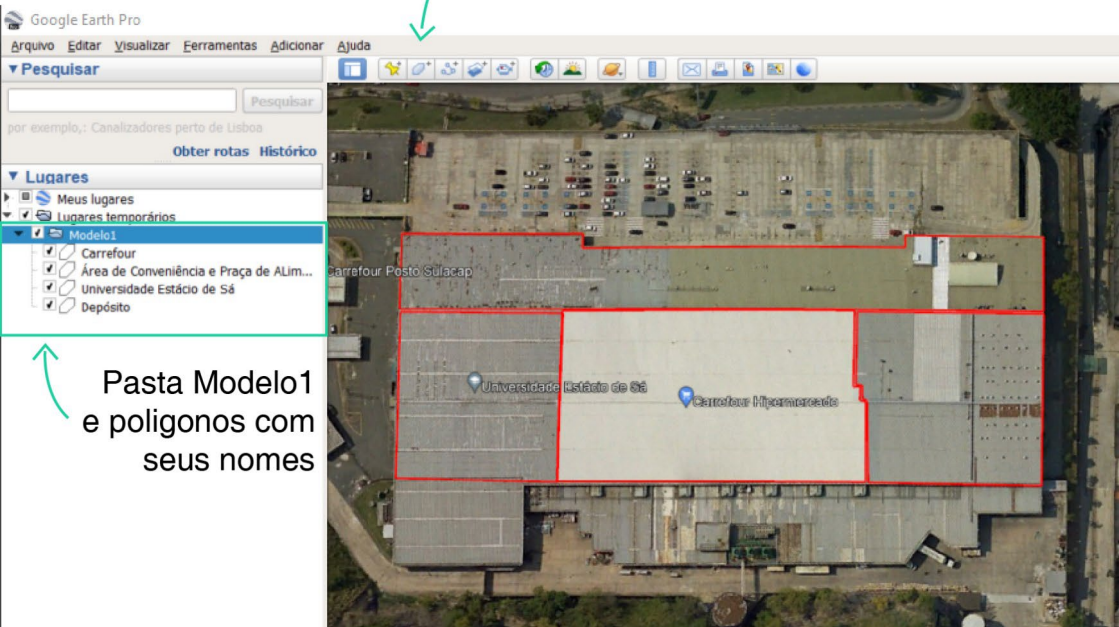 Google Earth Pro
Arquivo Editar Visualizar Ferramentas Adicionar Ajuda
Pesquisar
Pesquisar
por exemplo,: Canalizadores perto de Lisboa
Obter rotas Histórico
Lugares
Meus lugares
Lugares temporários
Modelo1
Carrefour
Área de Conveniência e Praça de ALim...
Universidade Estácio de Sá
Depósito
Pasta Modelo1
e poligonos com
seus nomes
Carrefour Posto Sulacap
Universidade Estácio de Sá
Carrefour Hipermercado